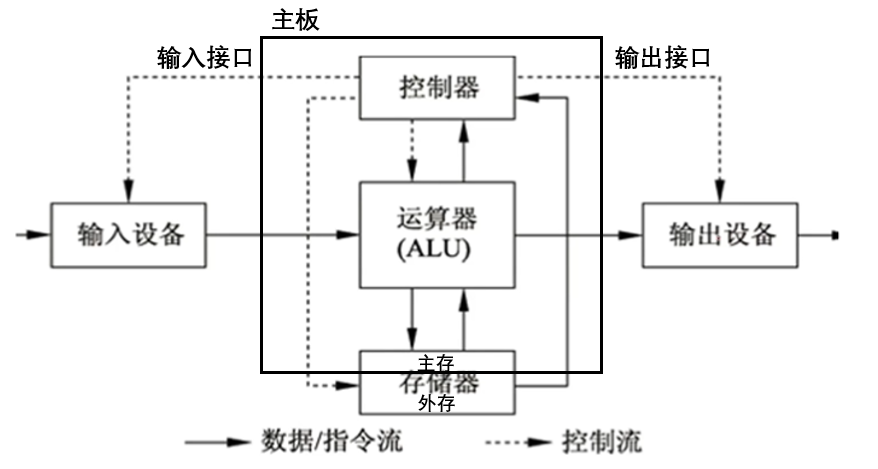 主板
输入接口
输出接口
控制器
输入设备
运算器
(ALU)
输出设备
主存
存储器
外存
数据/指令流
控制流